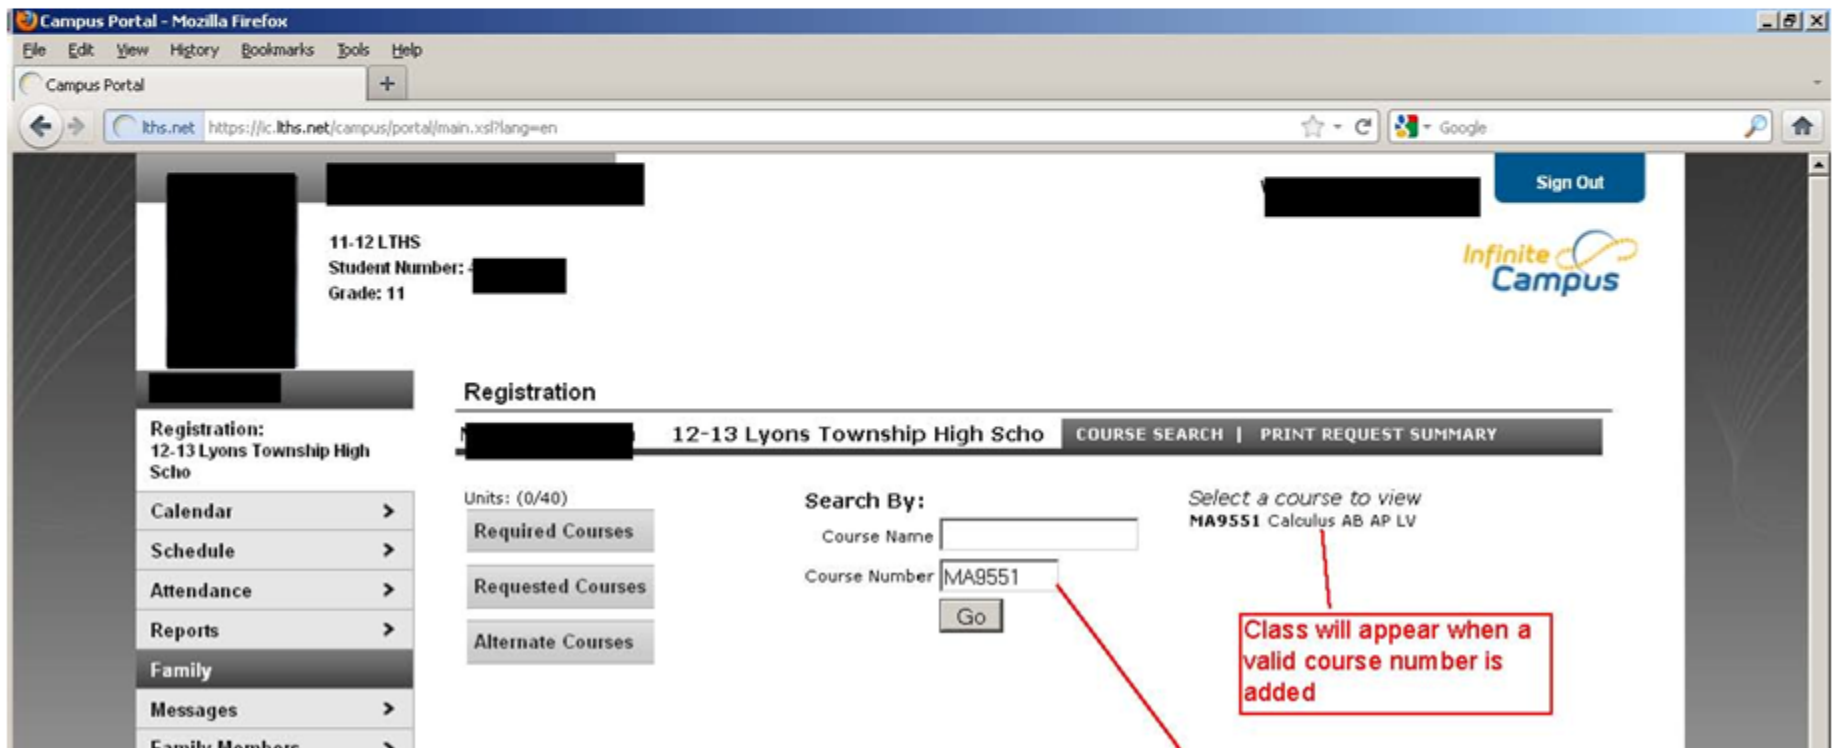 Campus Portal - Mozilla Firefox
File Edit View History Bookmarks Tools Help
Campus Portal
lths.net https://ic.lths.net/campus/portal/main.xsl?lang=en
Google
Sign Out
11-12 LTHS
Student Number:
Grade: 11
Infinite
Campus
Registration
Registration:
12-13 Lyons Township High
Scho
12-13 Lyons Township High Scho COURSE SEARCH | PRINT REQUEST SUMMARY
Calendar
Schedule
Attendance
Reports
Family
Messages
Family Members
Units: (0/40)
Required Courses
Requested Courses
Alternate Courses
Search By:
Course Name
Course Number MA9551
Go
Select a course to view
MA9551 Calculus AB AP LV
Class will appear when a
valid course number is
added